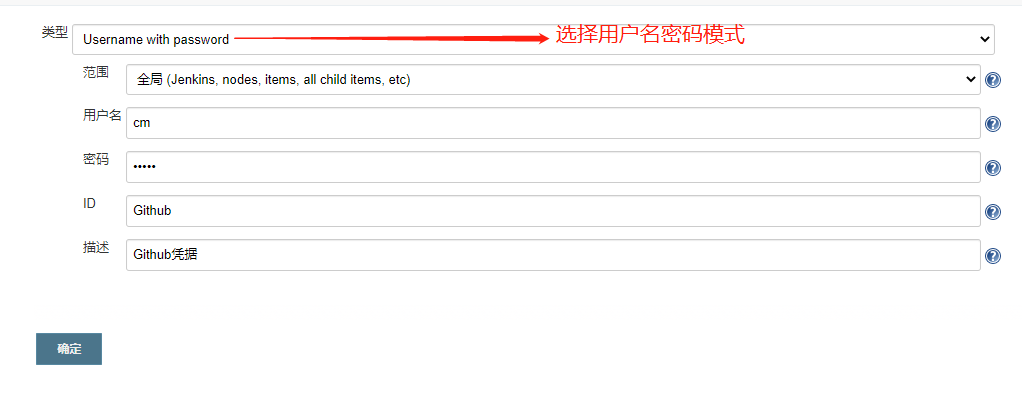 类型 Username with password 选择用户名密码模式
范围 全局 (Jenkins, nodes, items, all child items, etc)
用户名 cm
密码 •••••
ID Github
描述 Github凭据
确定